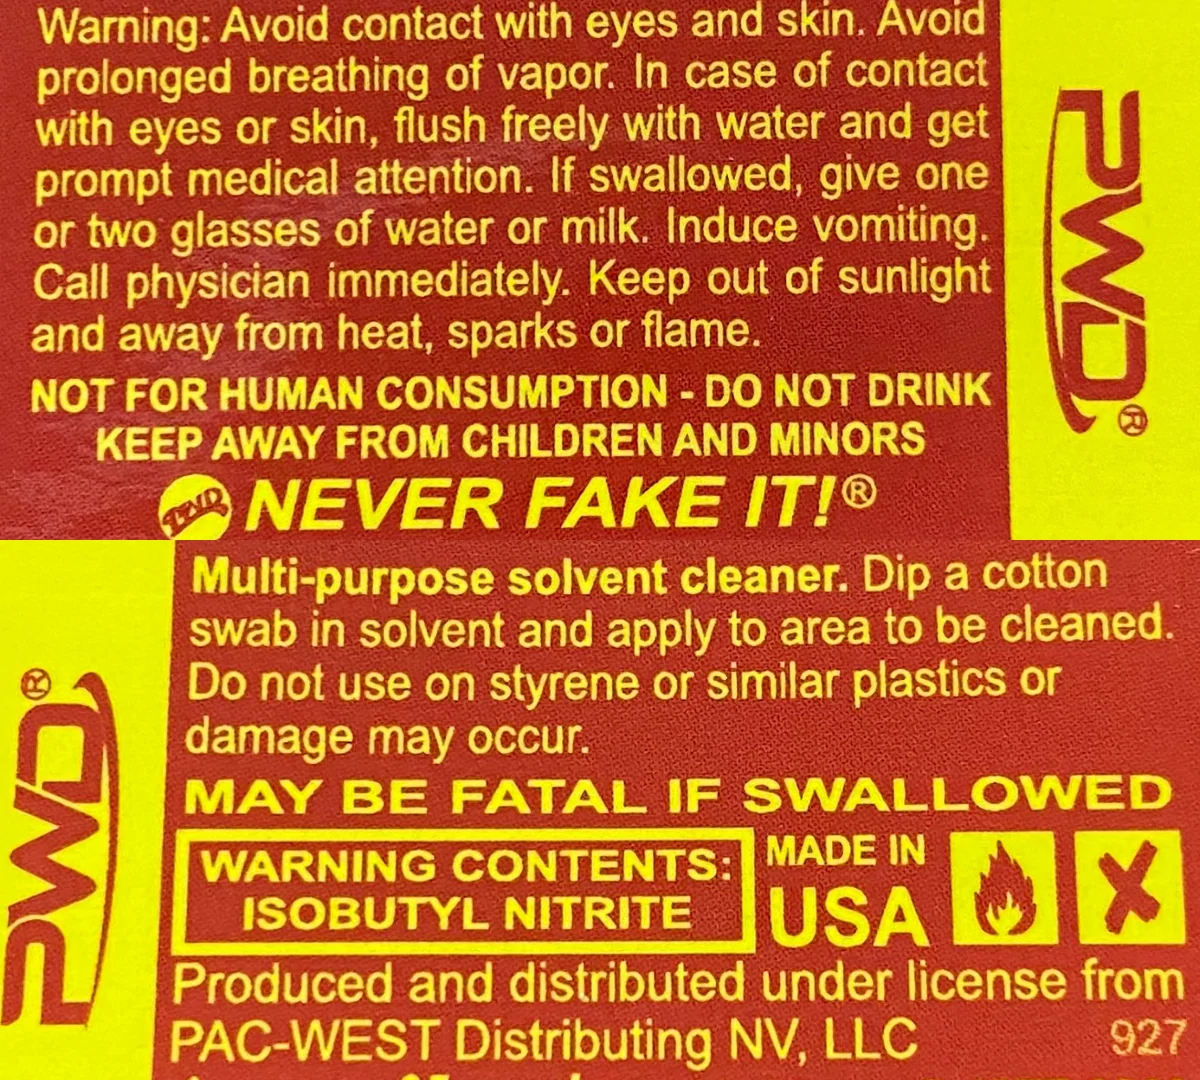 Warning: Avoid contact with eyes and skin. Avoid
prolonged breathing of vapor. In case of contact
with eyes or skin, flush freely with water and get
prompt medical attention. If swallowed, give one
or two glasses of water or milk. Induce vomiting.
Call physician immediately. Keep out of sunlight
and away from heat, sparks or flame.
NOT FOR HUMAN CONSUMPTION - DO NOT DRINK
KEEP AWAY FROM CHILDREN AND MINORS
PWD NEVER FAKE IT!®
PWD®
Multi-purpose solvent cleaner. Dip a cotton
swab in solvent and apply to area to be cleaned.
Do not use on styrene or similar plastics or
damage may occur.
MAY BE FATAL IF SWALLOWED
WARNING CONTENTS:
ISOBUTYL NITRITE
MADE IN
USA
Produced and distributed under license from
PAC-WEST Distributing NV, LLC
927
PWD®